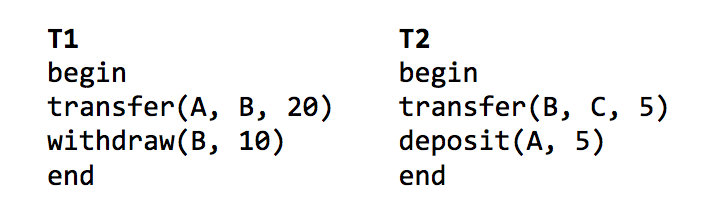 T1
begin
transfer(A, B, 20)
withdraw(B, 10)
end
T2
begin
transfer(B, C, 5)
deposit(A, 5)
end